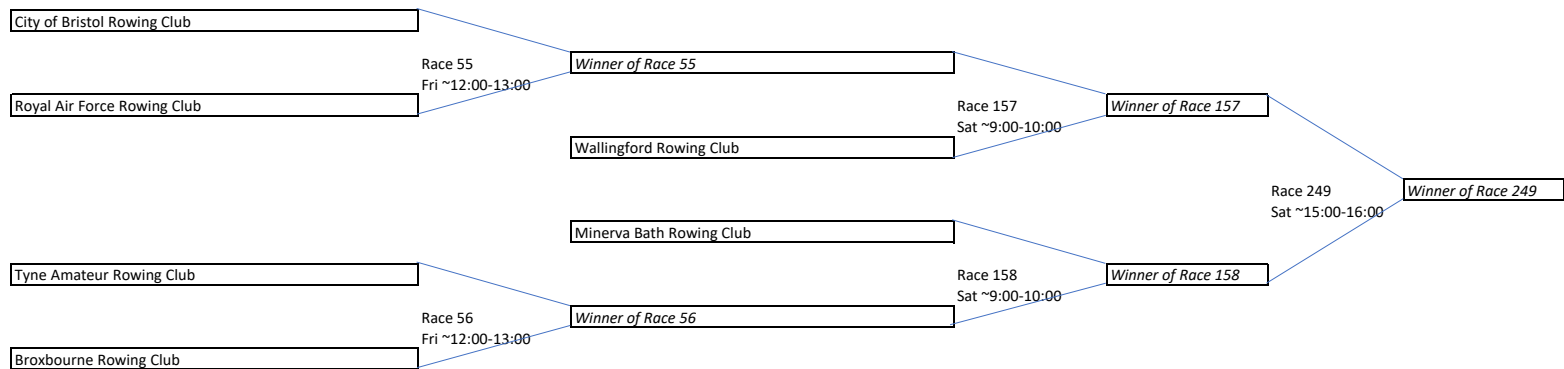 City of Bristol Rowing Club
Race 55
Fri ~12:00-13:00
Winner of Race 55
Royal Air Force Rowing Club
Race 157
Sat ~9:00-10:00
Winner of Race 157
Wallingford Rowing Club
Race 249
Sat ~15:00-16:00
Winner of Race 249
Minerva Bath Rowing Club
Tyne Amateur Rowing Club
Race 158
Sat ~9:00-10:00
Winner of Race 158
Race 56
Fri ~12:00-13:00
Winner of Race 56
Broxbourne Rowing Club